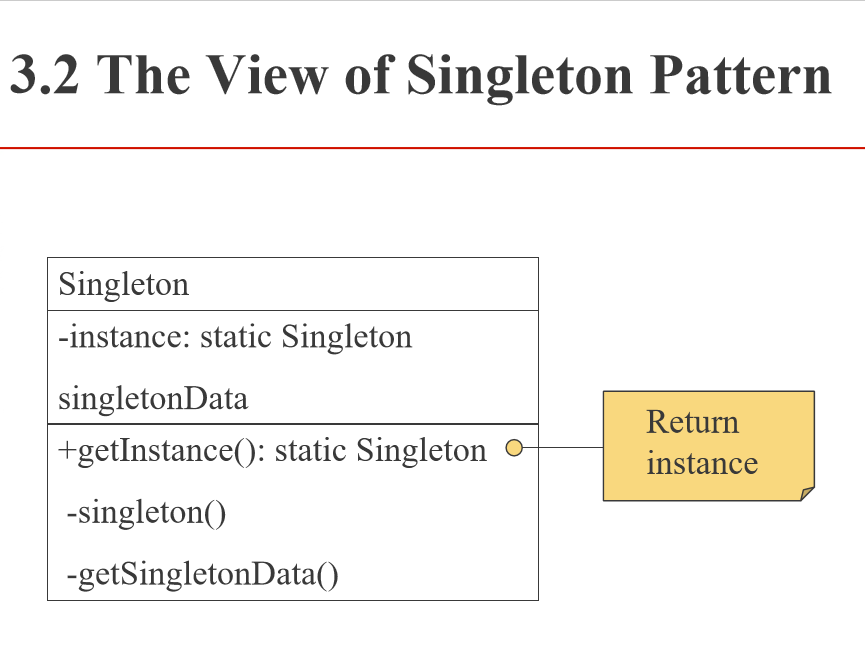 3.2 The View of Singleton Pattern
Singleton
-instance: static Singleton
singletonData
+getInstance(): static Singleton
-singleton()
-getSingletonData()
Return
instance